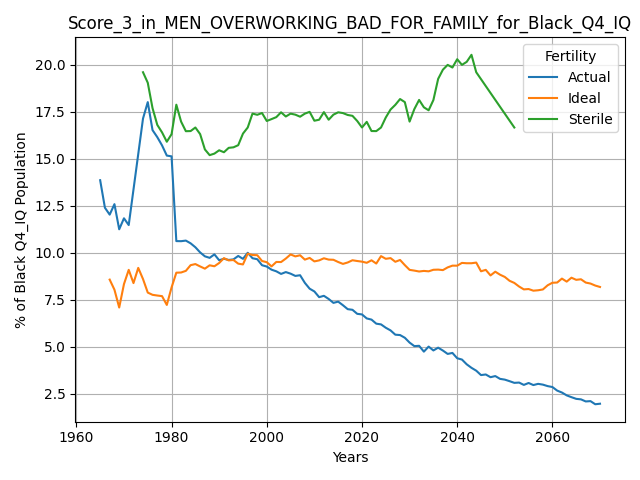 Score_3_in_MEN_OVERWORKING_BAD_FOR_FAMILY_for_Black_Q4_IQ
Fertility
Actual
Ideal
Sterile
% of Black Q4_IQ Population
20.0
17.5
15.0
12.5
10.0
7.5
5.0
2.5
1960
1980
2000
2020
2040
2060
Years